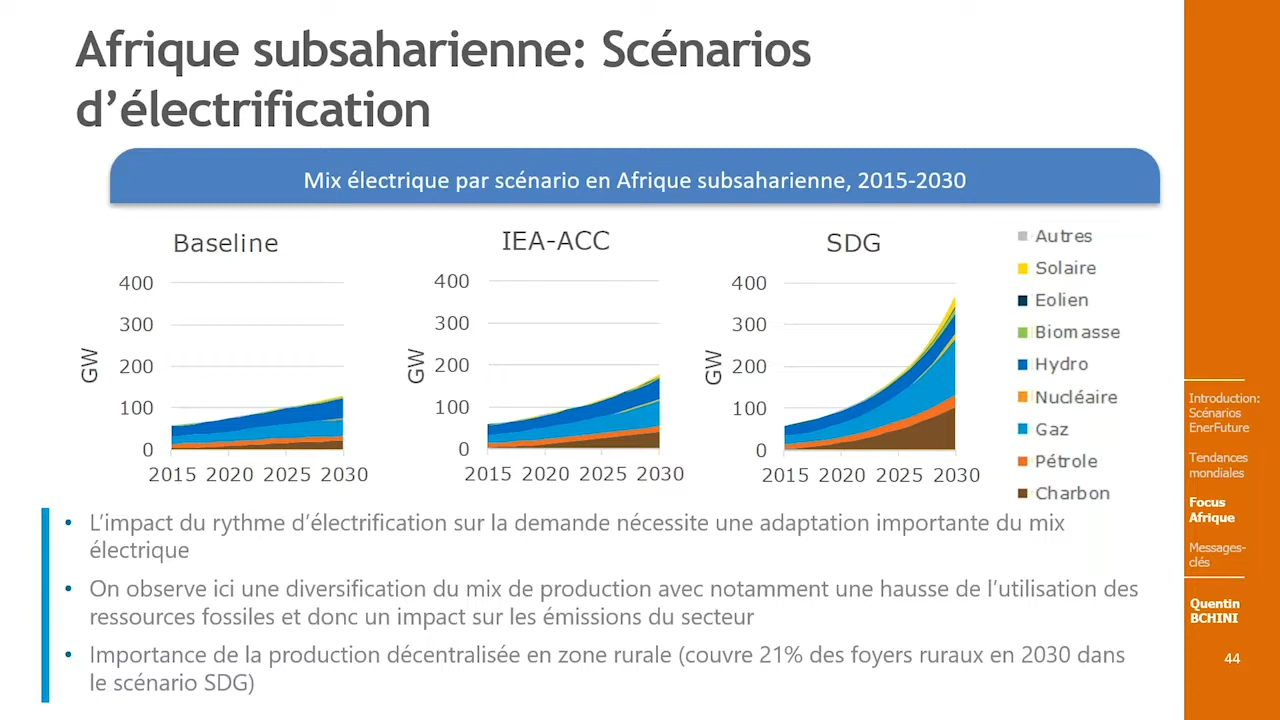 Afrique subsaharienne: Scénarios
d’électrification
Mix électrique par scénario en Afrique subsaharienne, 2015-2030
Baseline
GW
400
300
200
100
0
2015 2020 2025 2030
IEA-ACC
GW
400
300
200
100
0
2015 2020 2025 2030
SDG
GW
400
300
200
100
0
2015 2020 2025 2030
Autres
Solaire
Eolien
Biomasse
Hydro
Nucléaire
Gaz
Pétrole
Charbon
• L’impact du rythme d’électrification sur la demande nécessite une adaptation importante du mix
électrique
• On observe ici une diversification du mix de production avec notamment une hausse de l’utilisation des
ressources fossiles et donc un impact sur les émissions du secteur
• Importance de la production décentralisée en zone rurale (couvre 21% des foyers ruraux en 2030 dans
le scénario SDG)
Introduction:
Scénarios
EnerFuture
Tendances
mondiales
Focus
Afrique
Messages-
clés
Quentin
BCHINI
44